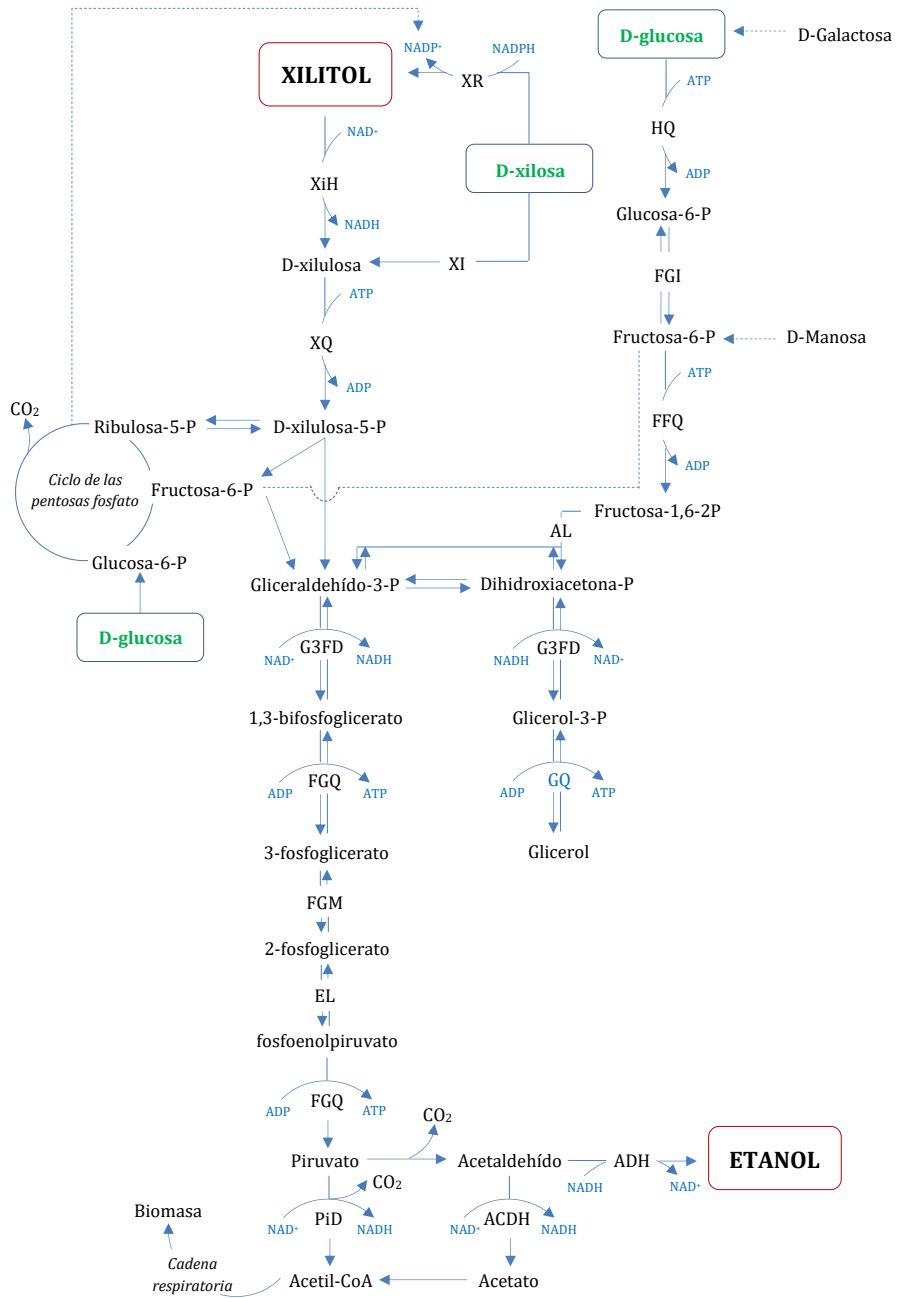 D-glucosa
D-Galactosa
NADP⁺
NADPH
XILITOL
XR
ATP
NAD⁺
HQ
D-xilosa
ADP
XiH
Glucosa-6-P
NADH
D-xilulosa
XI
FGI
ATP
Fructosa-6-P
D-Manosa
XQ
ATP
ADP
CO₂
Ribulosa-5-P
D-xilulosa-5-P
FFQ
ADP
Ciclo de las
pentosas fosfato
Fructosa-6-P
Fructosa-1,6-2P
AL
Glucosa-6-P
Gliceraldehído-3-P
Dihidroxiacetona-P
D-glucosa
NAD⁺
G3FD
NADH
NADH
G3FD
NAD⁺
1,3-bifosfoglicerato
Glicerol-3-P
ADP
FGQ
ATP
ADP
GQ
ATP
3-fosfoglicerato
Glicerol
FGM
2-fosfoglicerato
EL
fosfoenolpiruvato
ADP
FGQ
ATP
CO₂
Piruvato
Acetaldehído
ADH
ETANOL
NADH
NAD⁺
CO₂
Biomasa
NAD⁺
PiD
NADH
NAD⁺
ACDH
NADH
Cadena
respiratoria
Acetil-CoA
Acetato